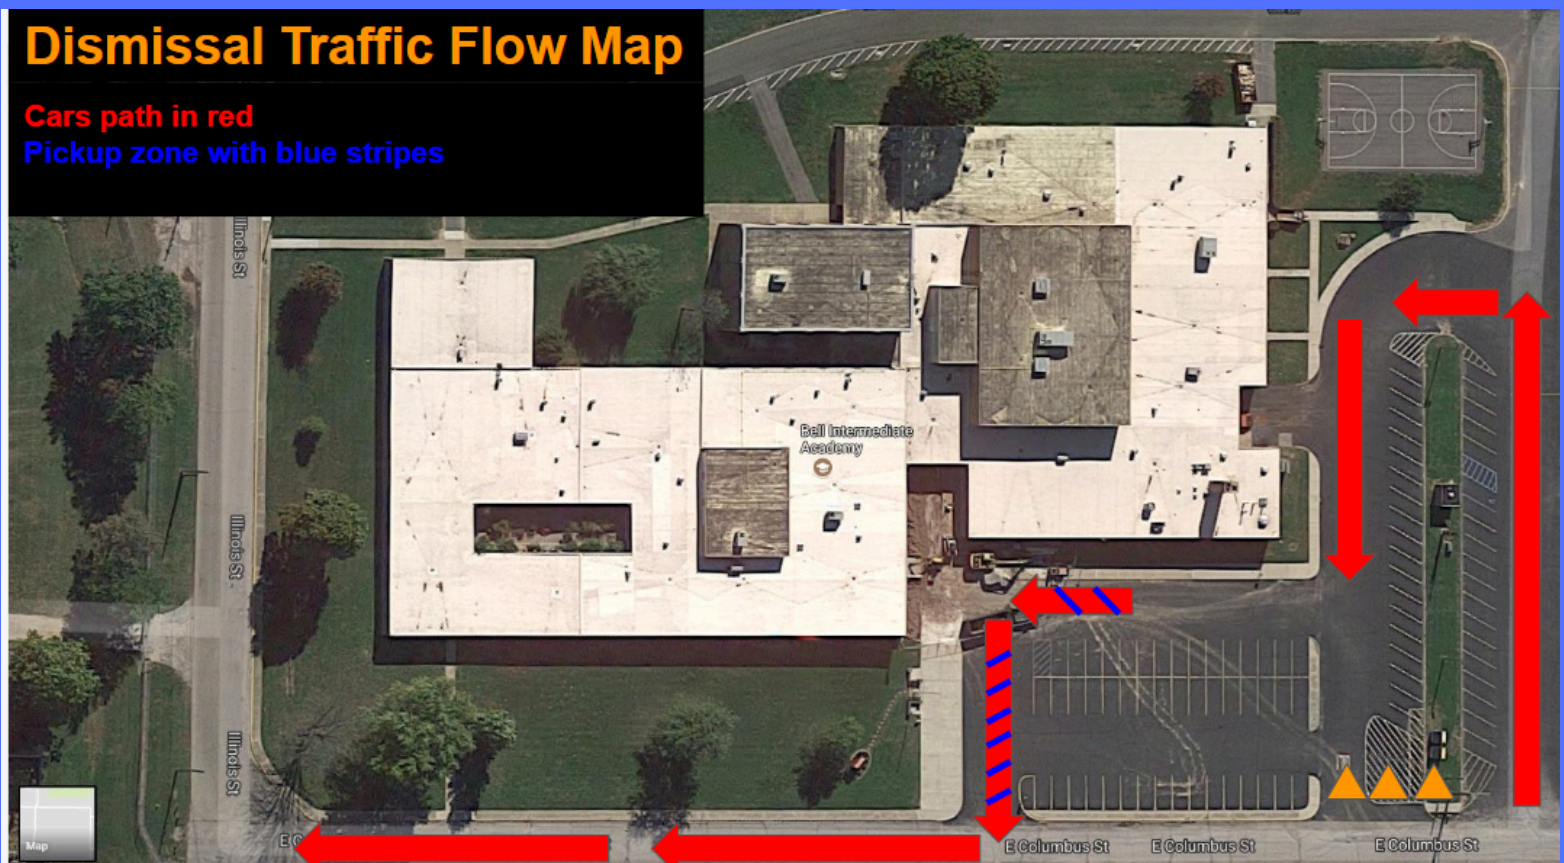 Dismissal Traffic Flow Map
Cars path in red
Pickup zone with blue stripes
Illinois St
Bell Intermediate
Academy
Illinois St
Illinois St
Map
E C
E Columbus St
E Columbus St
E Columbus St